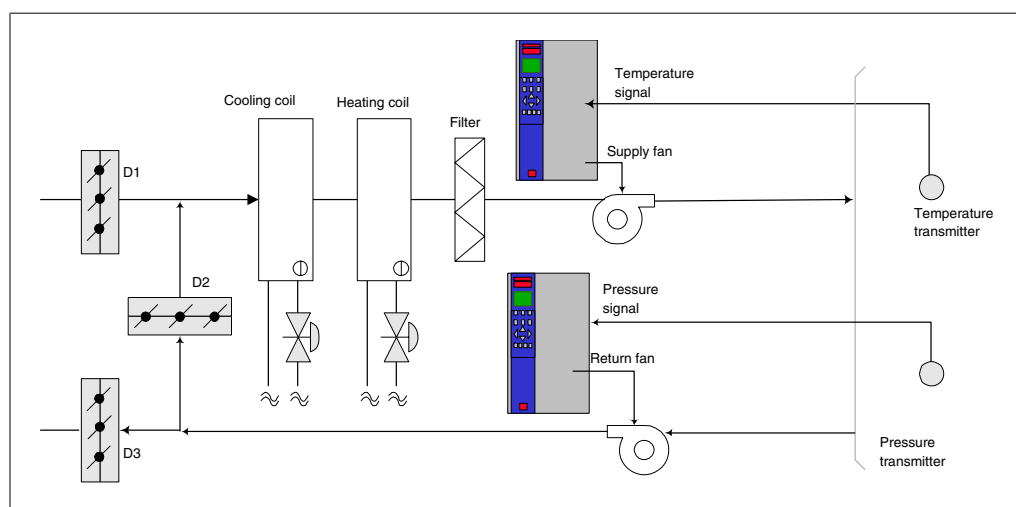 Temperature
signal
Cooling coil
Heating coil
Filter
Supply fan
D1
Temperature
transmitter
D2
Pressure
signal
Return fan
D3
Pressure
transmitter